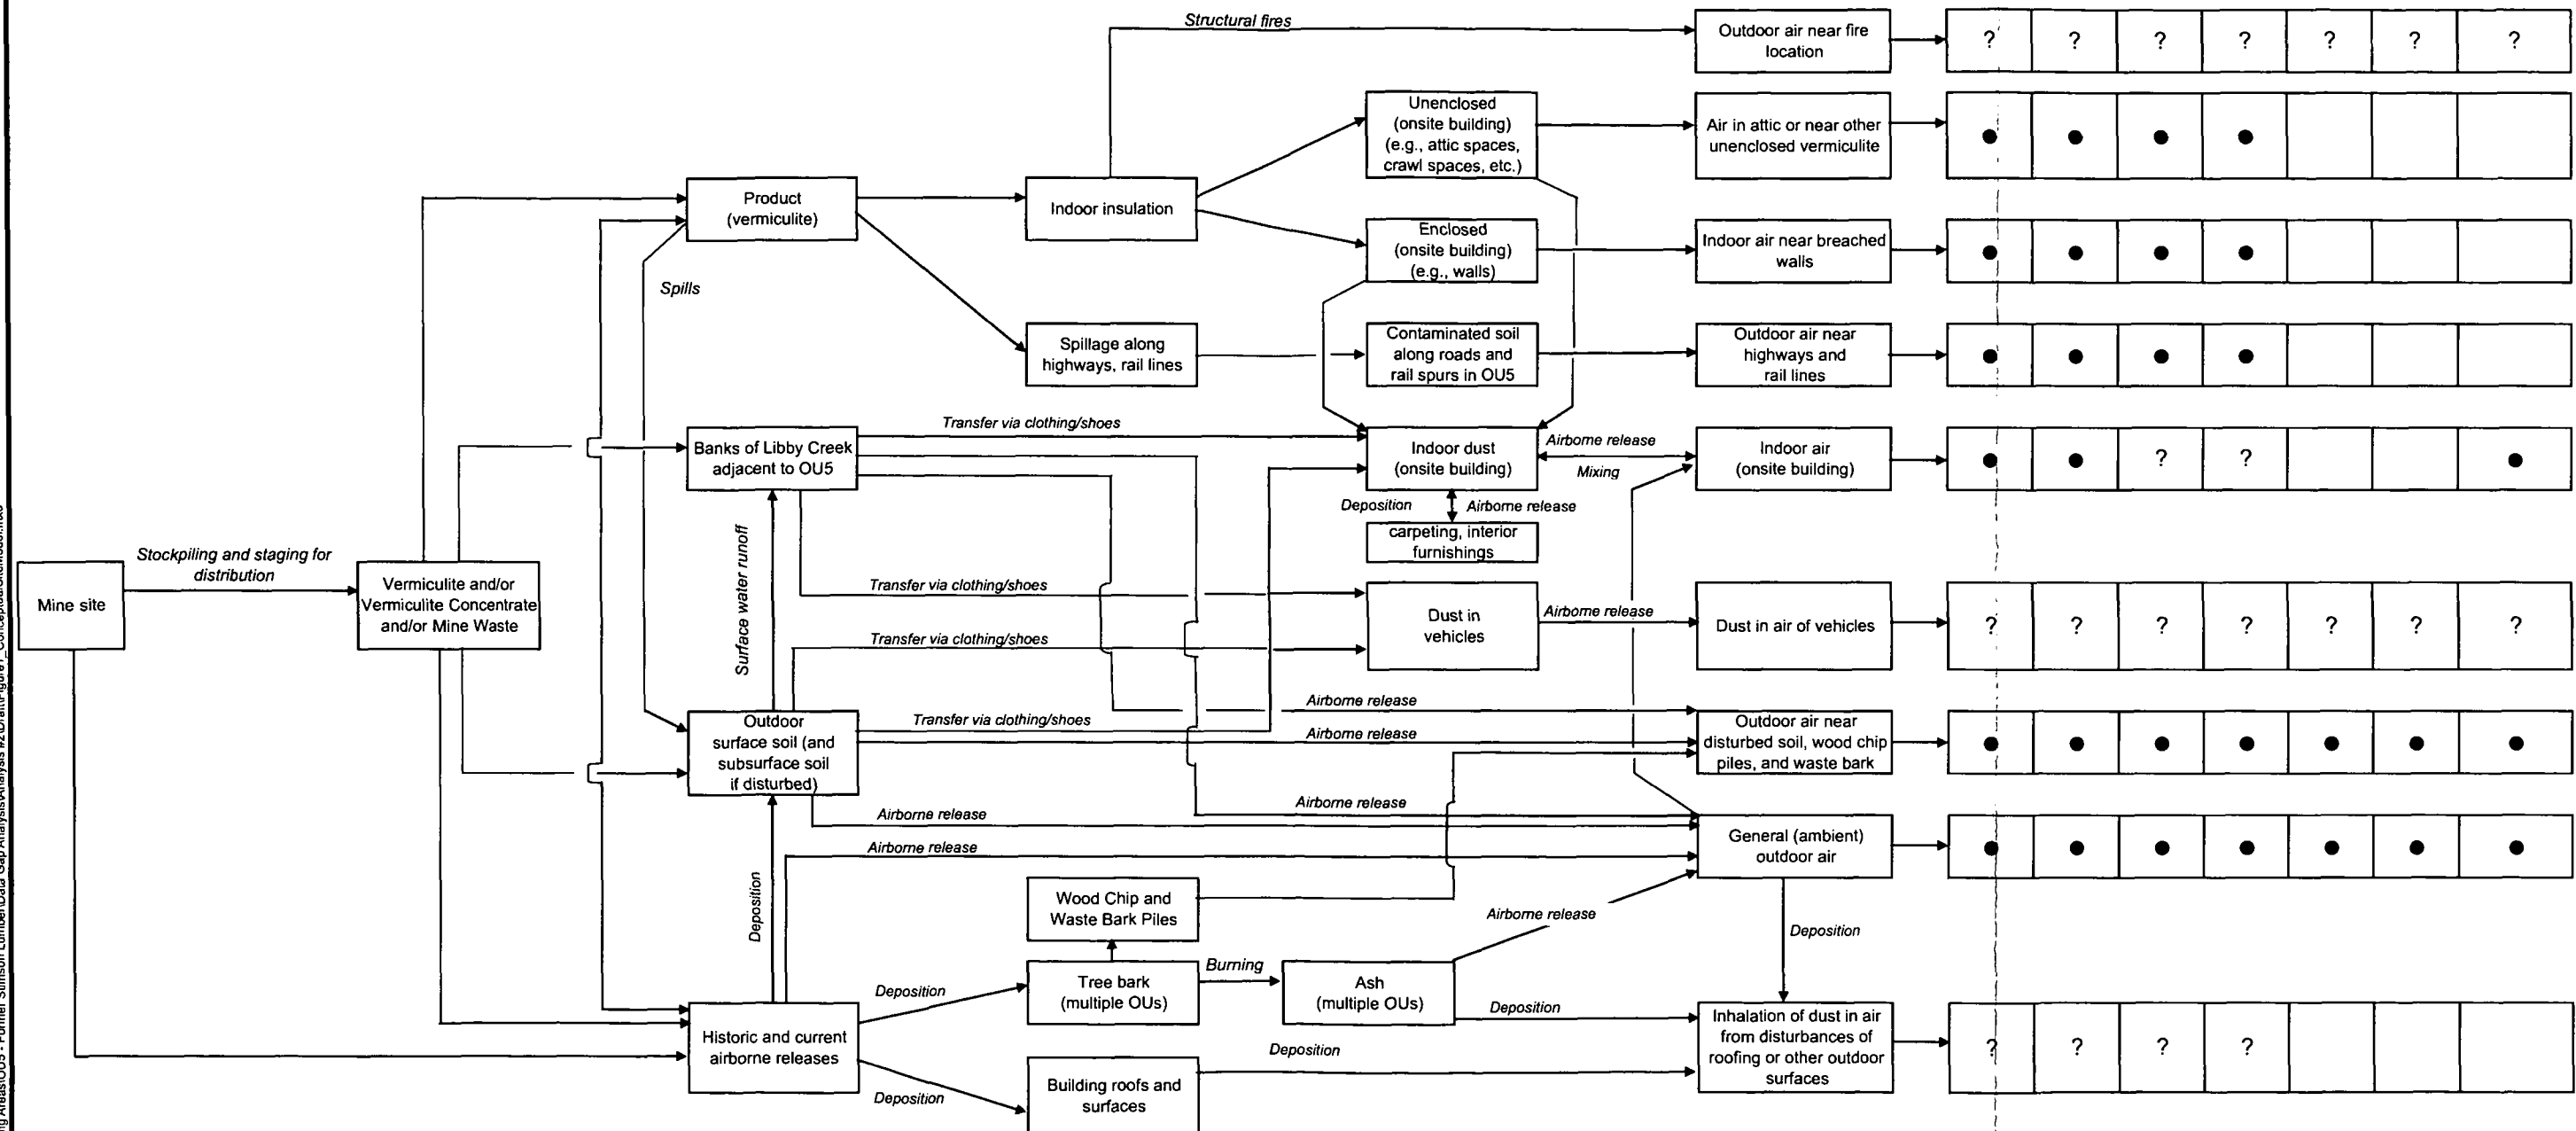 Structural fires
Outdoor air near fire
location
? ? ? ? ? ? ?
Unenclosed
(onsite building)
(e.g., attic spaces,
crawl spaces, etc.)
Air in attic or near other
unenclosed vermiculite
Product
(vermiculite)
Indoor insulation
Enclosed
(onsite building)
(e.g., walls)
Indoor air near breached
walls
Spills
Spillage along
highways, rail lines
Contaminated soil
along roads and
rail spurs in OU5
Outdoor air near
highways and
rail lines
Banks of Libby Creek
adjacent to OU5
Transfer via clothing/shoes
Indoor dust
(onsite building)
Airborne release
Mixing
Indoor air
(onsite building)
? ?
Deposition
Airborne release
carpeting, interior
furnishings
Mine site
Stockpiling and staging for
distribution
Vermiculite and/or
Vermiculite Concentrate
and/or Mine Waste
Surface water runoff
Transfer via clothing/shoes
Transfer via clothing/shoes
Dust in
vehicles
Airborne release
Dust in air of vehicles
? ? ? ? ? ? ?
Outdoor
surface soil (and
subsurface soil
if disturbed)
Transfer via clothing/shoes
Airborne release
Airborne release
Outdoor air near
disturbed soil, wood chip
piles, and waste bark
Airborne release
Airborne release
Airborne release
General (ambient)
outdoor air
Deposition
Wood Chip and
Waste Bark Piles
Airborne release
Deposition
Historic and current
airborne releases
Deposition
Tree bark
(multiple OUs)
Burning
Ash
(multiple OUs)
Deposition
Deposition
Building roofs and
surfaces
Deposition
Inhalation of dust in air
from disturbances of
roofing or other outdoor
surfaces
? ? ? ?